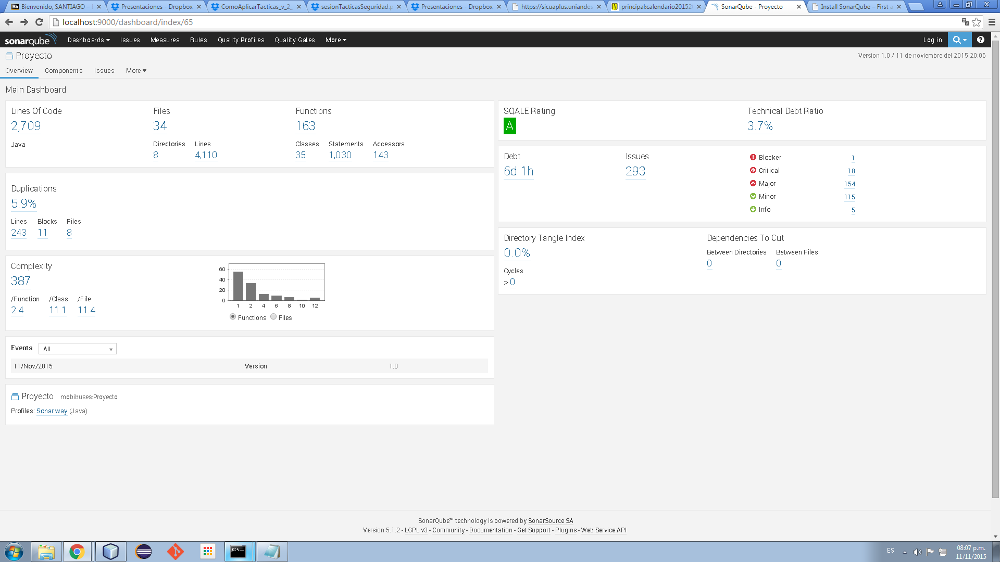 Bb Bienvenido, SANTIAGO –
Presentaciones - Dropbox
ComoAplicarTacticas_v_2_
sesionTacticasSeguridad.p
Presentaciones - Dropbox
https://sicuaplus.uniandes
principal:calendario20152
SonarQube - Proyecto
Install SonarQube – First a
localhost:9000/dashboard/index/65
sonarqube Dashboards Issues Measures Rules Quality Profiles Quality Gates More Log in ?
Proyecto
Version 1.0 / 11 de noviembre del 2015 20:06
Overview Components Issues More
Main Dashboard
Lines Of Code Files Functions
2,709 34 163
Directories Lines Classes Statements Accessors
Java
8 4,110 35 1,030 143
Duplications
5.9%
Lines Blocks Files
243 11 8
Complexity
387
/Function /Class /File
2.4 11.1 11.4
60
40
20
0
1 2 4 6 8 10 12
Functions Files
Events All
11/Nov/2015 Version 1.0
Proyecto mobibuses:Proyecto
Profiles: Sonar way (Java)
SQALE Rating Technical Debt Ratio
A 3.7%
Debt Issues
6d 1h 293
Blocker 1
Critical 18
Major 154
Minor 115
Info 5
Directory Tangle Index Dependencies To Cut
0.0%
Between Directories Between Files
0 0
Cycles
> 0
SonarQube™ technology is powered by SonarSource SA
Version 5.1.2 - LGPL v3 - Community - Documentation - Get Support - Plugins - Web Service API
C:\._
ES
08:07 p.m.
11/11/2015